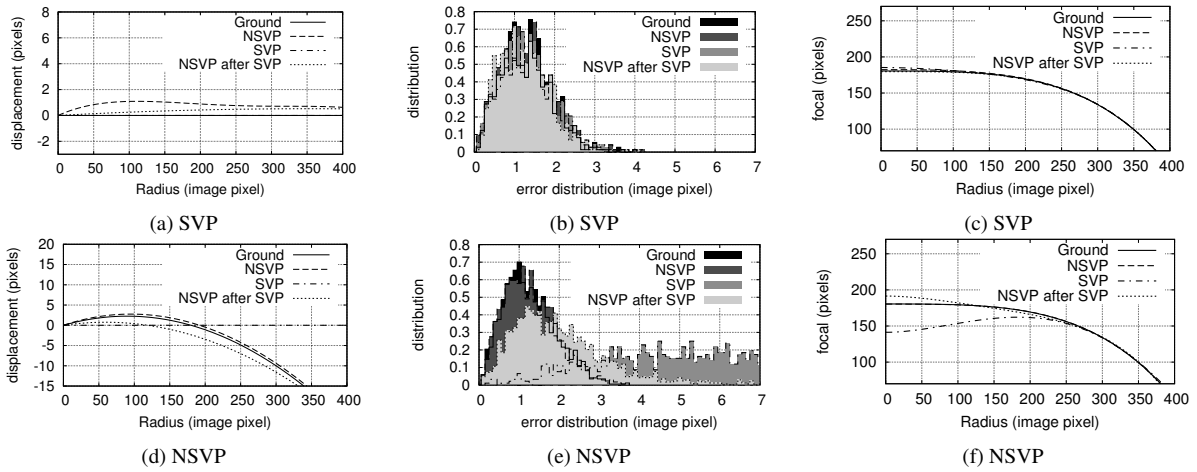 8
6
4
2
0
-2
0 50 100 150 200 250 300 350 400
displacement (pixels)
Radius (image pixel)
Ground
NSVP
SVP
NSVP after SVP
(a) SVP
0.8
0.7
0.6
0.5
0.4
0.3
0.2
0.1
0
0 1 2 3 4 5 6 7
distribution
error distribution (image pixel)
Ground
NSVP
SVP
NSVP after SVP
(b) SVP
250
200
150
100
0 50 100 150 200 250 300 350 400
focal (pixels)
Radius (image pixel)
Ground
NSVP
SVP
NSVP after SVP
(c) SVP
20
15
10
5
0
-5
-10
-15
0 50 100 150 200 250 300 350 400
displacement (pixels)
Radius (image pixel)
Ground
NSVP
SVP
NSVP after SVP
(d) NSVP
0.8
0.7
0.6
0.5
0.4
0.3
0.2
0.1
0
0 1 2 3 4 5 6 7
distribution
error distribution (image pixel)
Ground
NSVP
SVP
NSVP after SVP
(e) NSVP
250
200
150
100
0 50 100 150 200 250 300 350 400
focal (pixels)
Radius (image pixel)
Ground
NSVP
SVP
NSVP after SVP
(f) NSVP